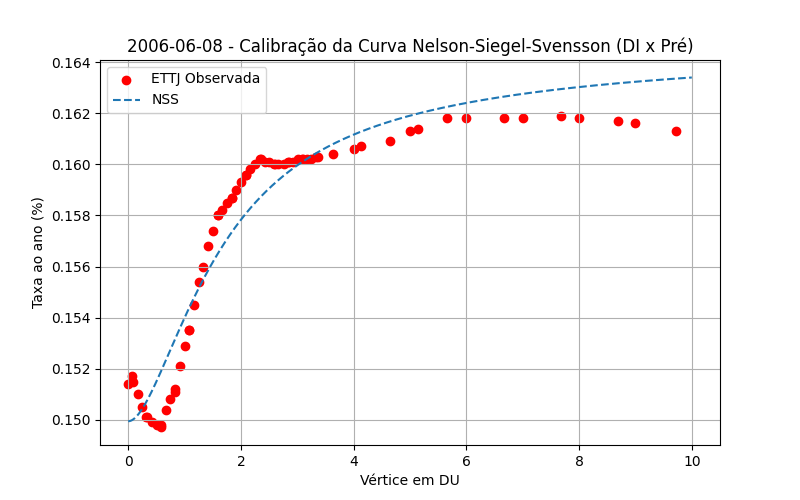 2006-06-08 - Calibração da Curva Nelson-Siegel-Svensson (DI x Pré)
ETTJ Observada
NSS
Taxa ao ano (%)
0.164
0.162
0.160
0.158
0.156
0.154
0.152
0.150
0 2 4 6 8 10
Vértice em DU